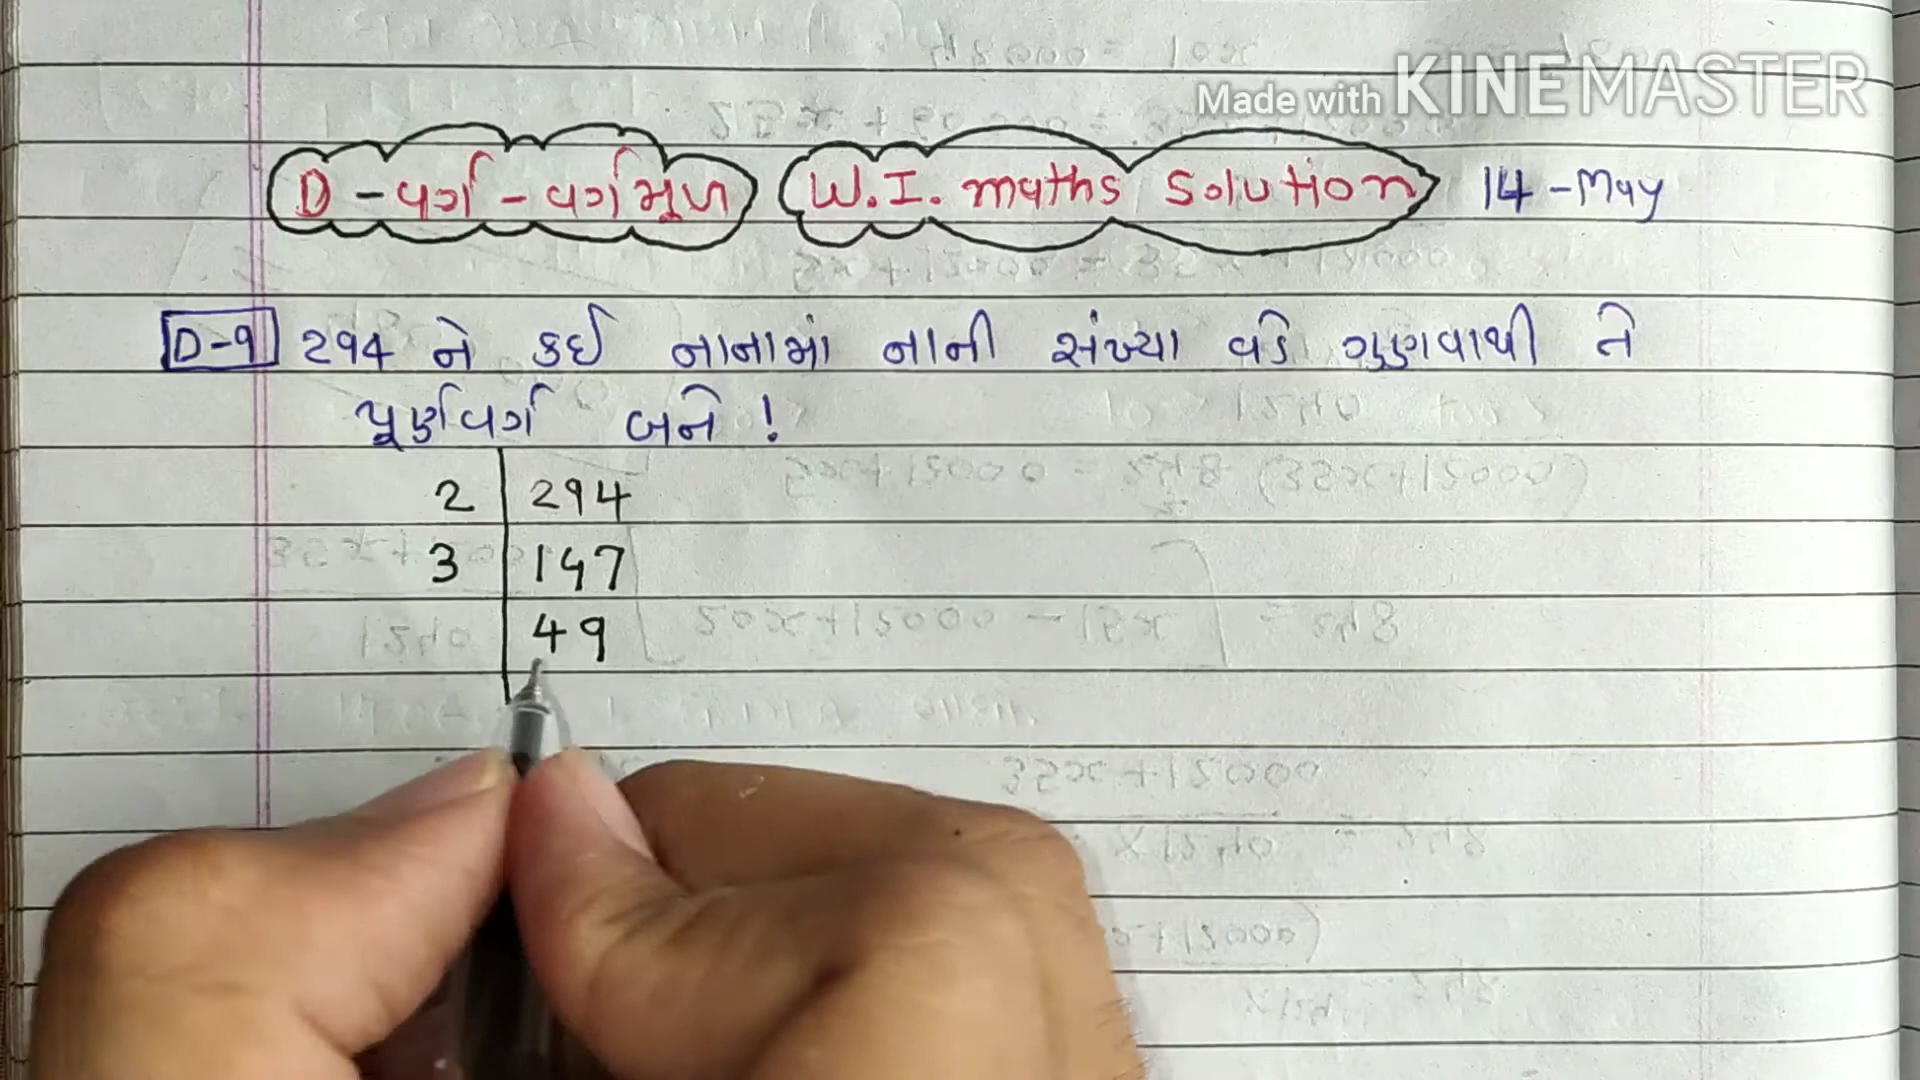 Made with KINEMASTER
D - વર્ગ - વર્ગમૂળ W.I. maths Solution 14 - May
D-9 294 ને કઈ નાનામાં નાની સંખ્યા વડે ગુણવાથી તે
પૂર્ણવર્ગ બને !
2 294
3 147
49